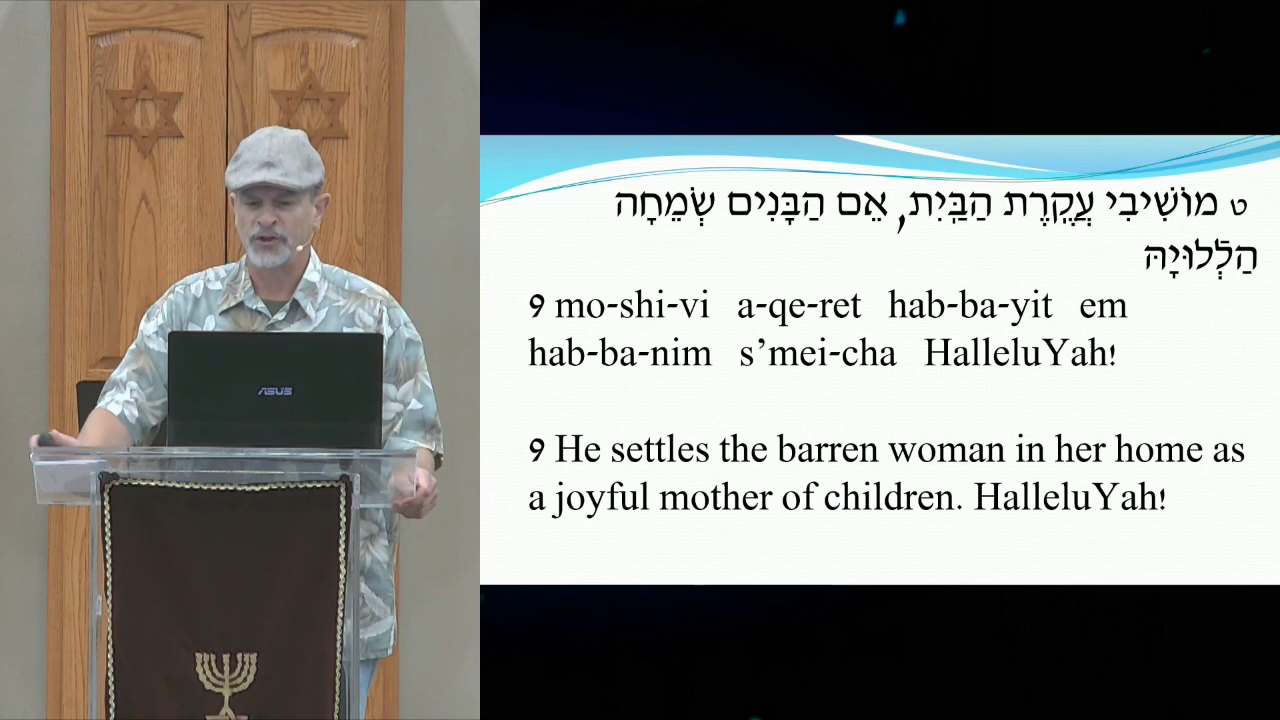 ASUS
ט מוֹשִׁיבִי עֲקֶרֶת הַבַּיִת, אֵם הַבָּנִים שְׂמֵחָה
הַלְלוּיָהּ
9 mo-shi-vi a-qe-ret hab-ba-yit em
hab-ba-nim s’mei-cha HalleluYah!
9 He settles the barren woman in her home as
a joyful mother of children. HalleluYah!